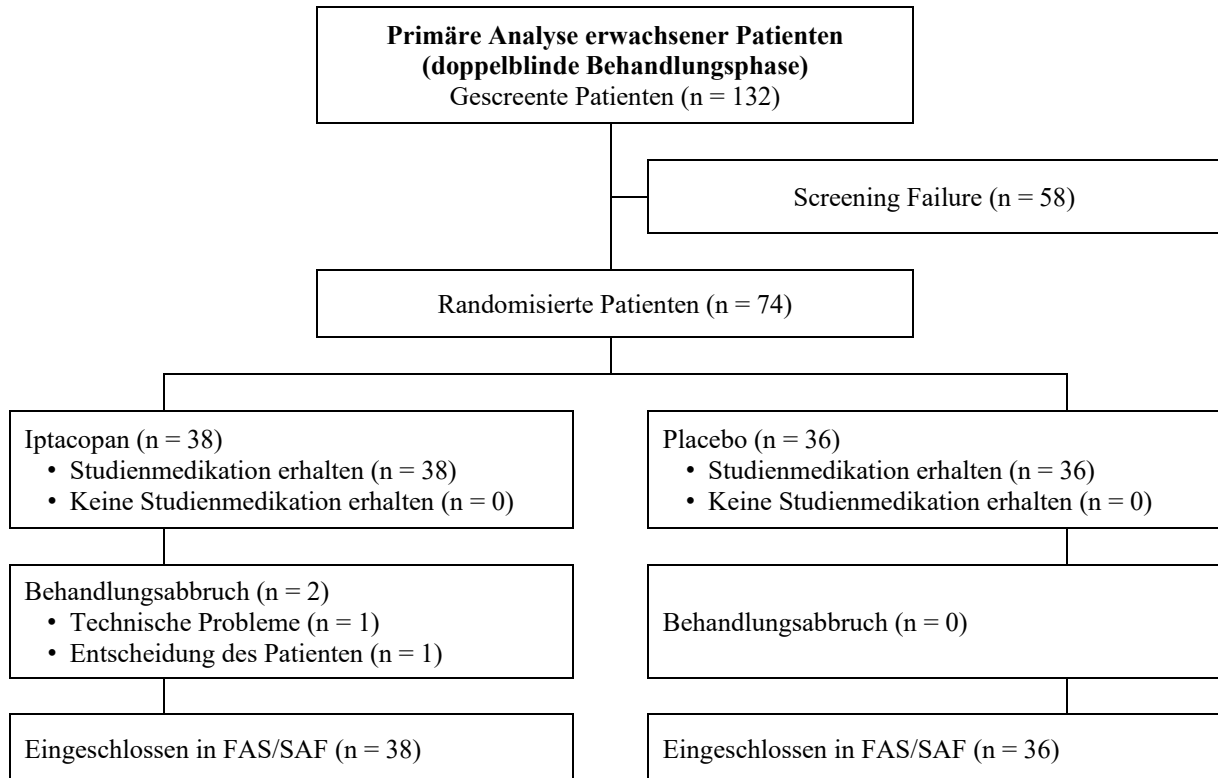 Primäre Analyse erwachsener Patienten
(doppelblinde Behandlungsphase)
Gescreente Patienten (n = 132)
Screening Failure (n = 58)
Randomisierte Patienten (n = 74)
Iptacopan (n = 38)
• Studienmedikation erhalten (n = 38)
• Keine Studienmedikation erhalten (n = 0)
Placebo (n = 36)
• Studienmedikation erhalten (n = 36)
• Keine Studienmedikation erhalten (n = 0)
Behandlungsabbruch (n = 2)
• Technische Probleme (n = 1)
• Entscheidung des Patienten (n = 1)
Behandlungsabbruch (n = 0)
Eingeschlossen in FAS/SAF (n = 38)
Eingeschlossen in FAS/SAF (n = 36)